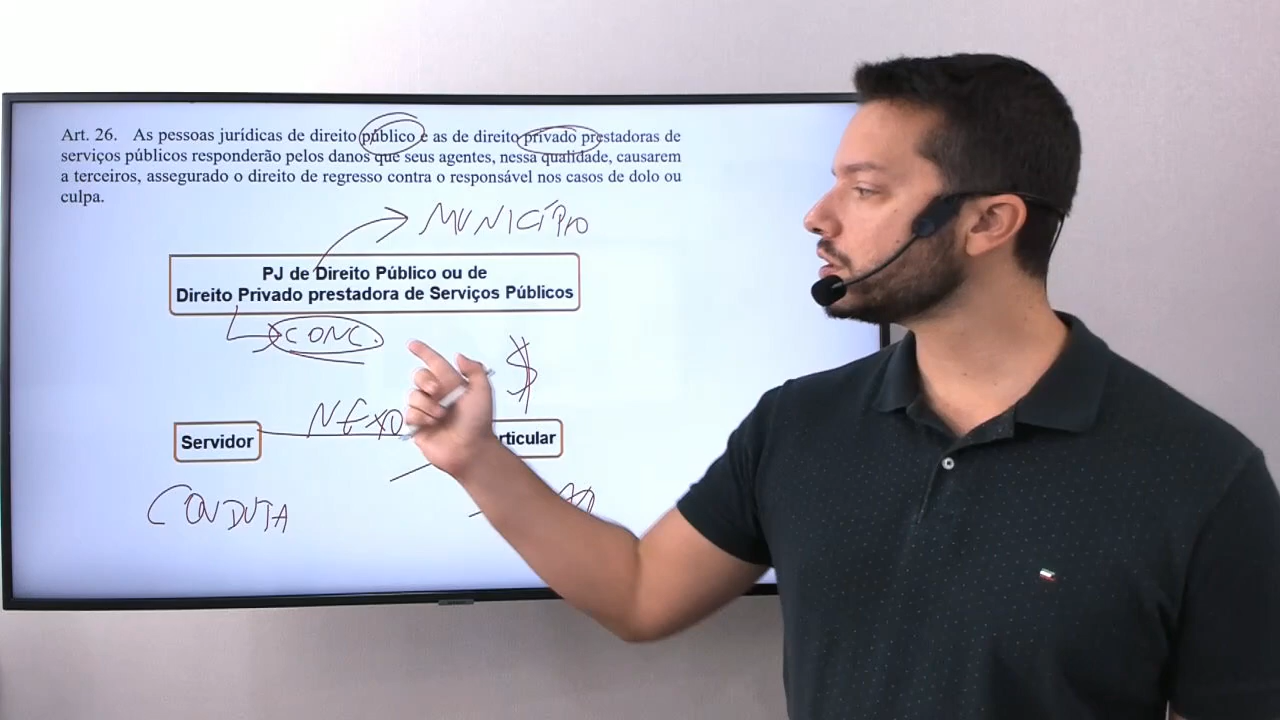 Art. 26. As pessoas jurídicas de direito público e as de direito privado prestadoras de
serviços públicos responderão pelos danos que seus agentes, nessa qualidade, causarem
a terceiros, assegurado o direito de regresso contra o responsável nos casos de dolo ou
culpa.
MUNICÍPIO
PJ de Direito Público ou de
Direito Privado prestadora de Serviços Públicos
CONC.
$
NEXO
Servidor
rticular
CONDUTA